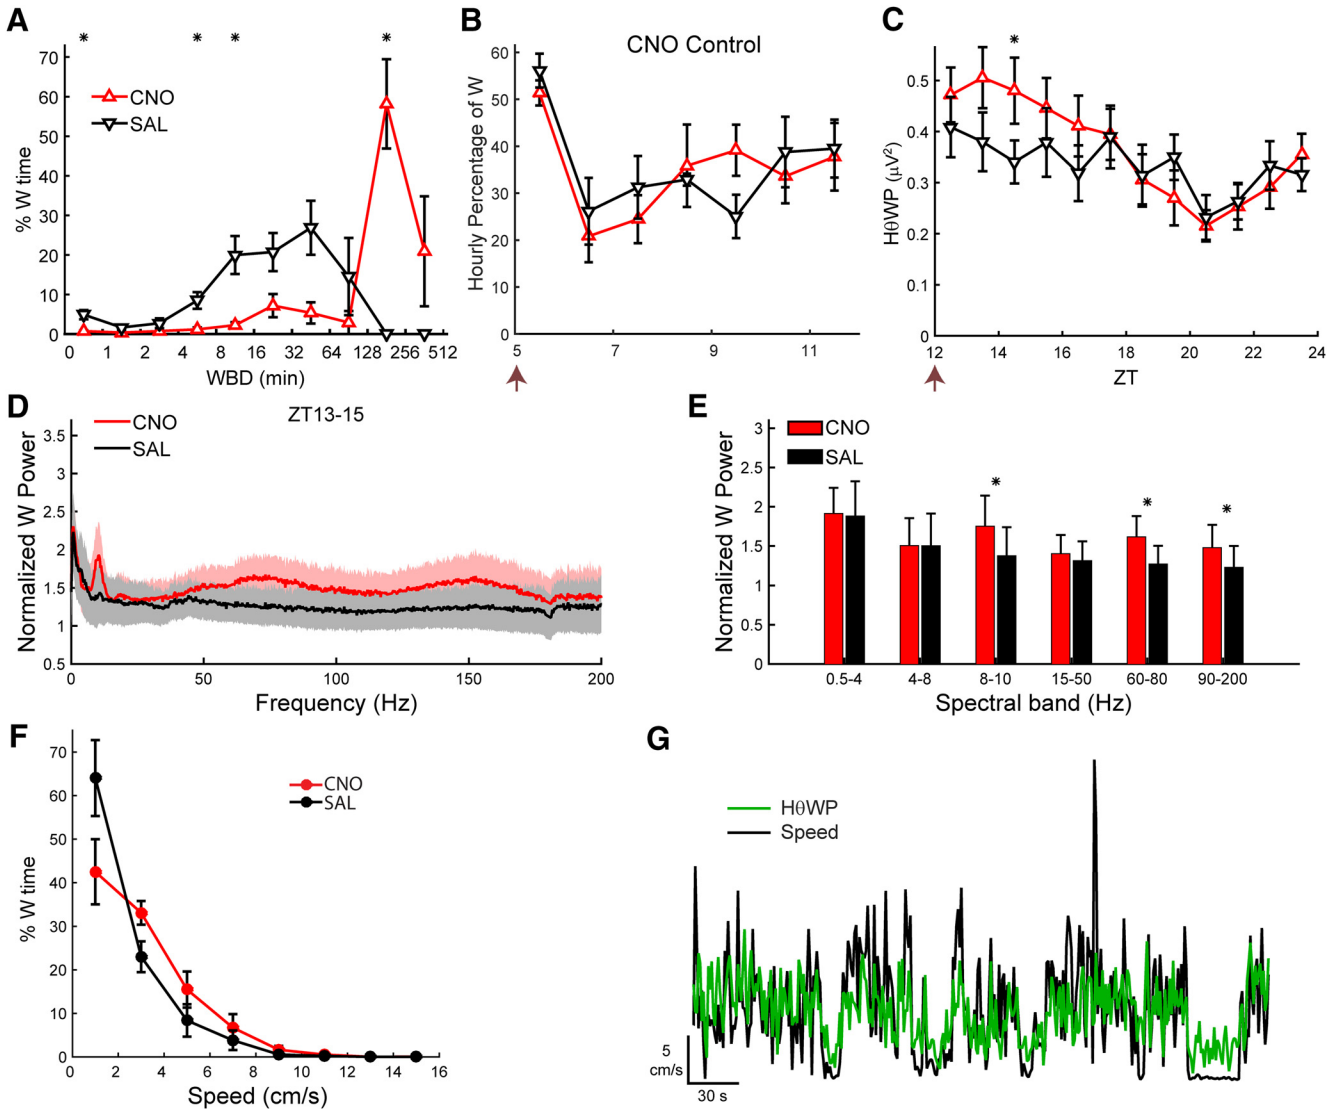 A
* * * *
70
60
50
40
30
20
10
0
% W time
CNO
SAL
0 1 2 4 8 16 32 64 128 256 512
WBD (min)
B
CNO Control
60
50
40
30
20
10
0
Hourly Percentage of W
5 7 9 11
C
*
0.5
0.4
0.3
0.2
0.1
0
HθWP (μV²)
12 14 16 18 20 22 24
ZT
D
ZT13-15
CNO
SAL
3.5
3
2.5
2
1.5
1
0.5
Normalized W Power
0 50 100 150 200
Frequency (Hz)
E
CNO
SAL
* * *
3
2.5
2
1.5
1
0.5
0
Normalized W Power
0.5-4 4-8 8-10 15-50 60-80 90-200
Spectral band (Hz)
F
CNO
SAL
70
60
50
40
30
20
10
0
% W time
0 2 4 6 8 10 12 14 16
Speed (cm/s)
G
HθWP
Speed
5
cm/s
30 s